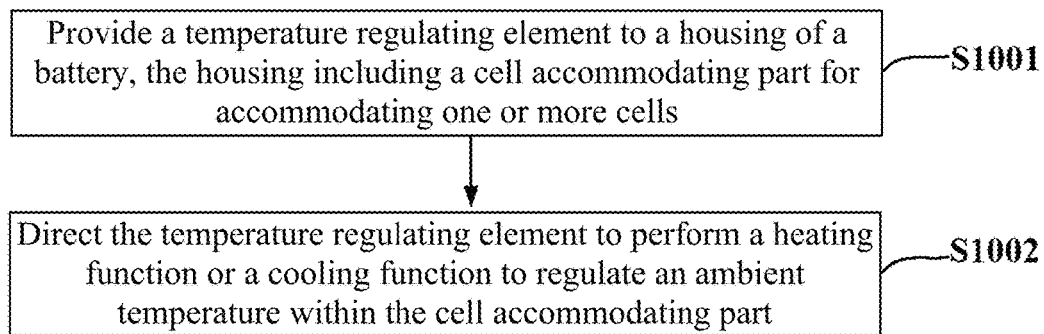 Provide a temperature regulating element to a housing of a
battery, the housing including a cell accommodating part for
accommodating one or more cells
S1001
Direct the temperature regulating element to perform a heating
function or a cooling function to regulate an ambient
temperature within the cell accommodating part
S1002